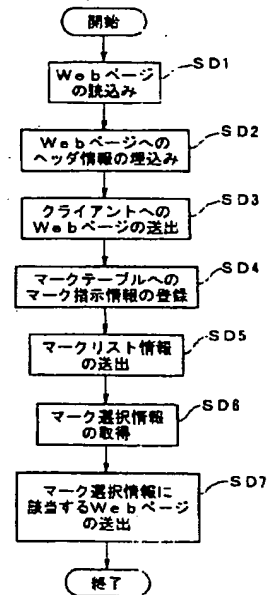 開始
SD1
Webページ
の読込み
SD2
Webページへの
ヘッダ情報の埋込み
SD3
クライアントへの
Webページの送出
SD4
マークテーブルへの
マーク指示情報の登録
SD5
マークリスト情報
の送出
SD6
マーク選択情報
の取得
SD7
マーク選択情報に
該当するWebページ
の送出
終了